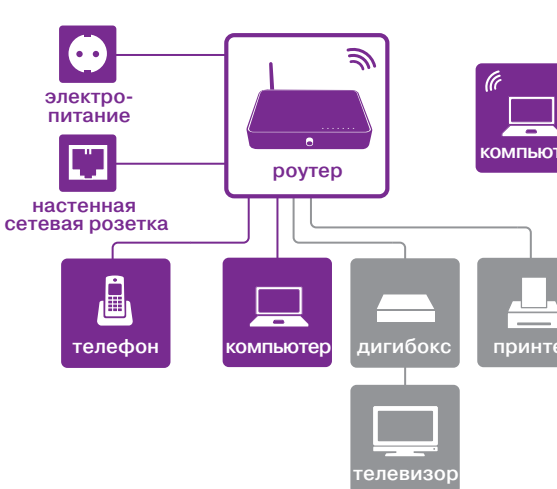 электро-
питание
роутер
настенная
сетевая розетка
телефон
компьютер
дигибокс
телевизор